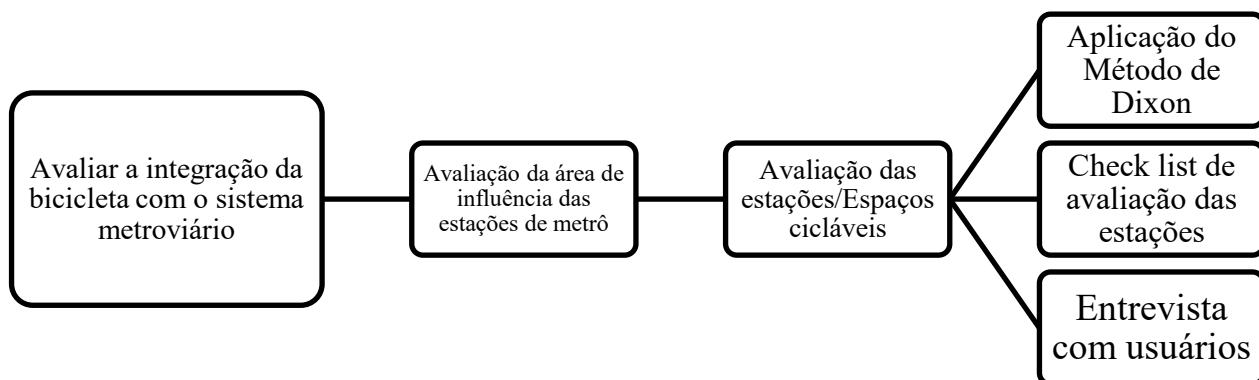 Avaliar a integração da
bicicleta com o sistema
metroviário
Avaliação da área de
influência das
estações de metrô
Avaliação das
estações/Espaços
cicláveis
Aplicação do
Método de
Dixon
Check list de
avaliação das
estações
Entrevista
com usuários